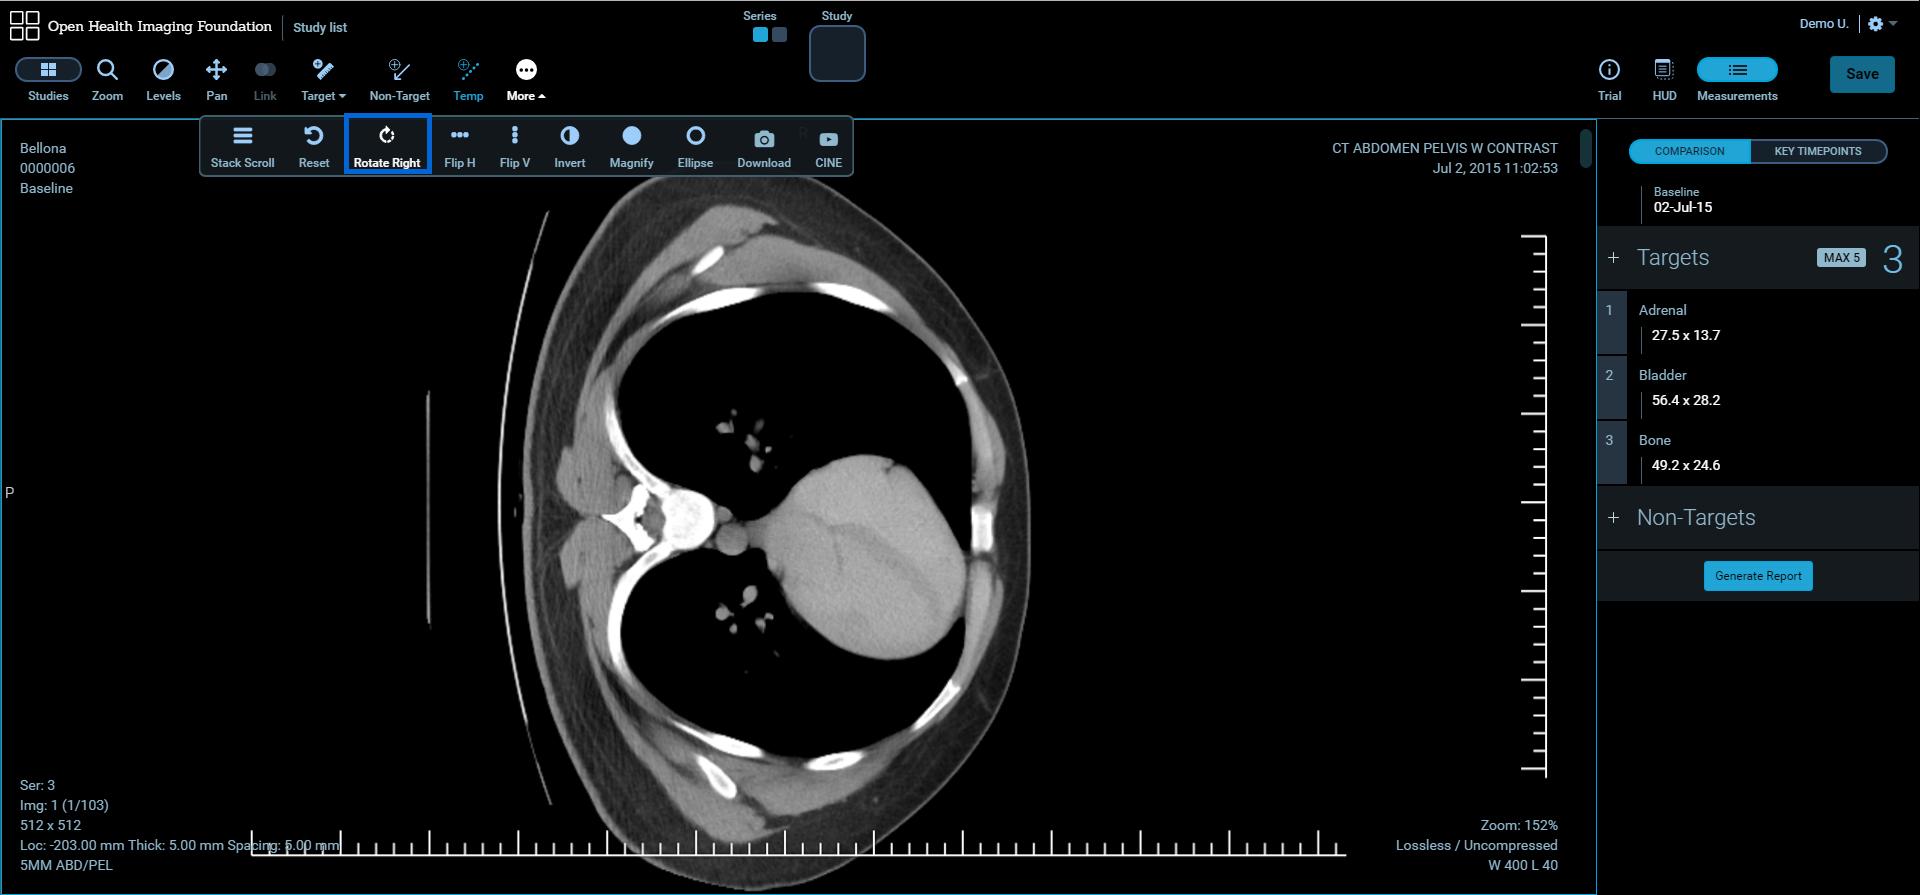 Open Health Imaging Foundation
Study list
Series
Study
Demo U.
Studies
Zoom
Levels
Pan
Link
Target
Non-Target
Temp
More
Trial
HUD
Measurements
Save
Stack Scroll
Reset
Rotate Right
Flip H
Flip V
Invert
Magnify
Ellipse
Download
CINE
R
Bellona
0000006
Baseline
CT ABDOMEN PELVIS W CONTRAST
Jul 2, 2015 11:02:53
P
Ser: 3
Img: 1 (1/103)
512 x 512
Loc: -203.00 mm Thick: 5.00 mm Spacing: 5.00 mm
5MM ABD/PEL
Zoom: 152%
Lossless / Uncompressed
W 400 L 40
COMPARISON
KEY TIMEPOINTS
Baseline
02-Jul-15
+ Targets MAX 5 3
1 Adrenal
27.5 x 13.7
2 Bladder
56.4 x 28.2
3 Bone
49.2 x 24.6
+ Non-Targets
Generate Report